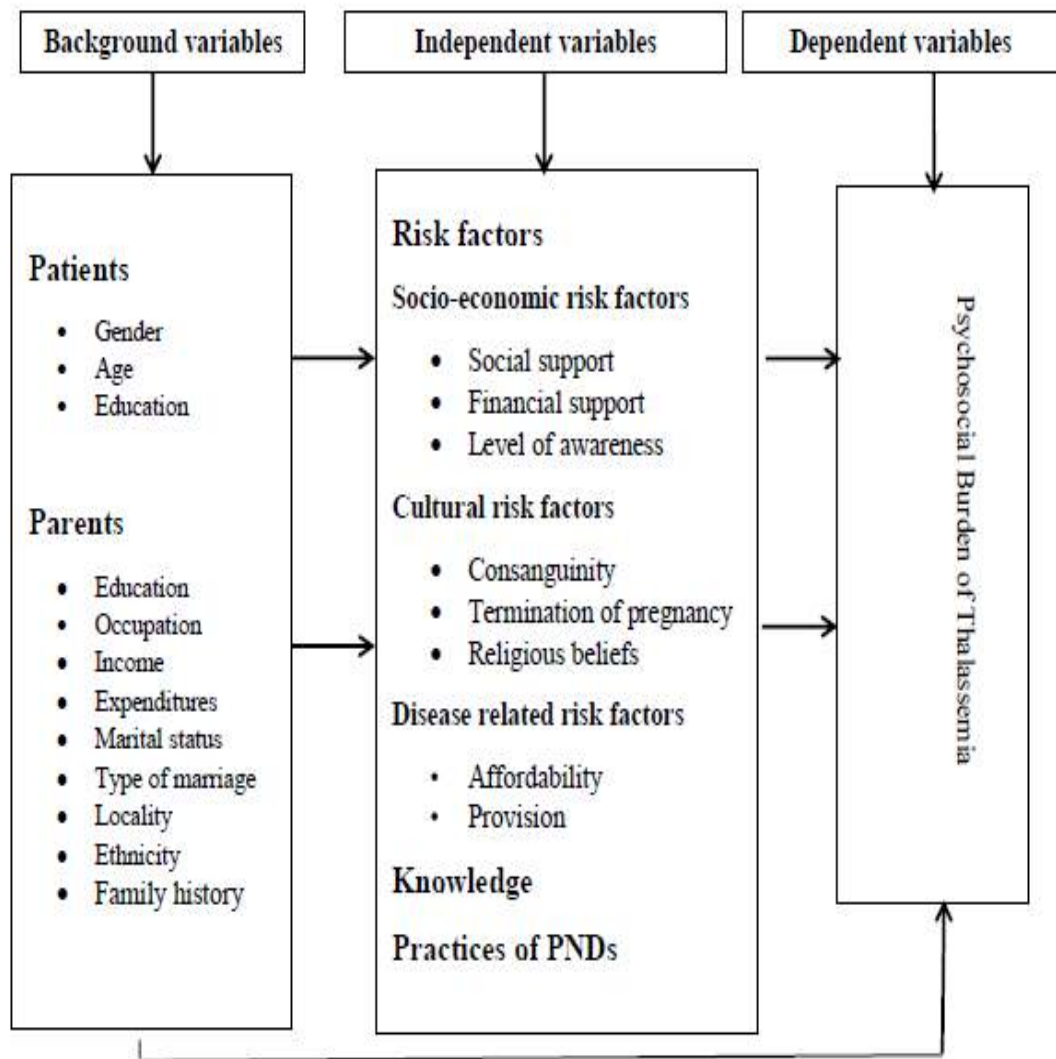 Background variables
Independent variables
Dependent variables
Patients
• Gender
• Age
• Education
Parents
• Education
• Occupation
• Income
• Expenditures
• Marital status
• Type of marriage
• Locality
• Ethnicity
• Family history
Risk factors
Socio-economic risk factors
• Social support
• Financial support
• Level of awareness
Cultural risk factors
• Consanguinity
• Termination of pregnancy
• Religious beliefs
Disease related risk factors
• Affordability
• Provision
Knowledge
Practices of PNDs
Psychosocial Burden of Thalassemia